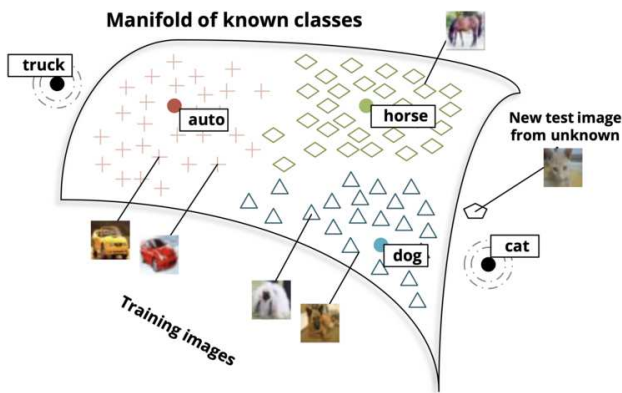 Manifold of known classes
truck
auto
horse
New test image
from unknown
cat
dog
Training images